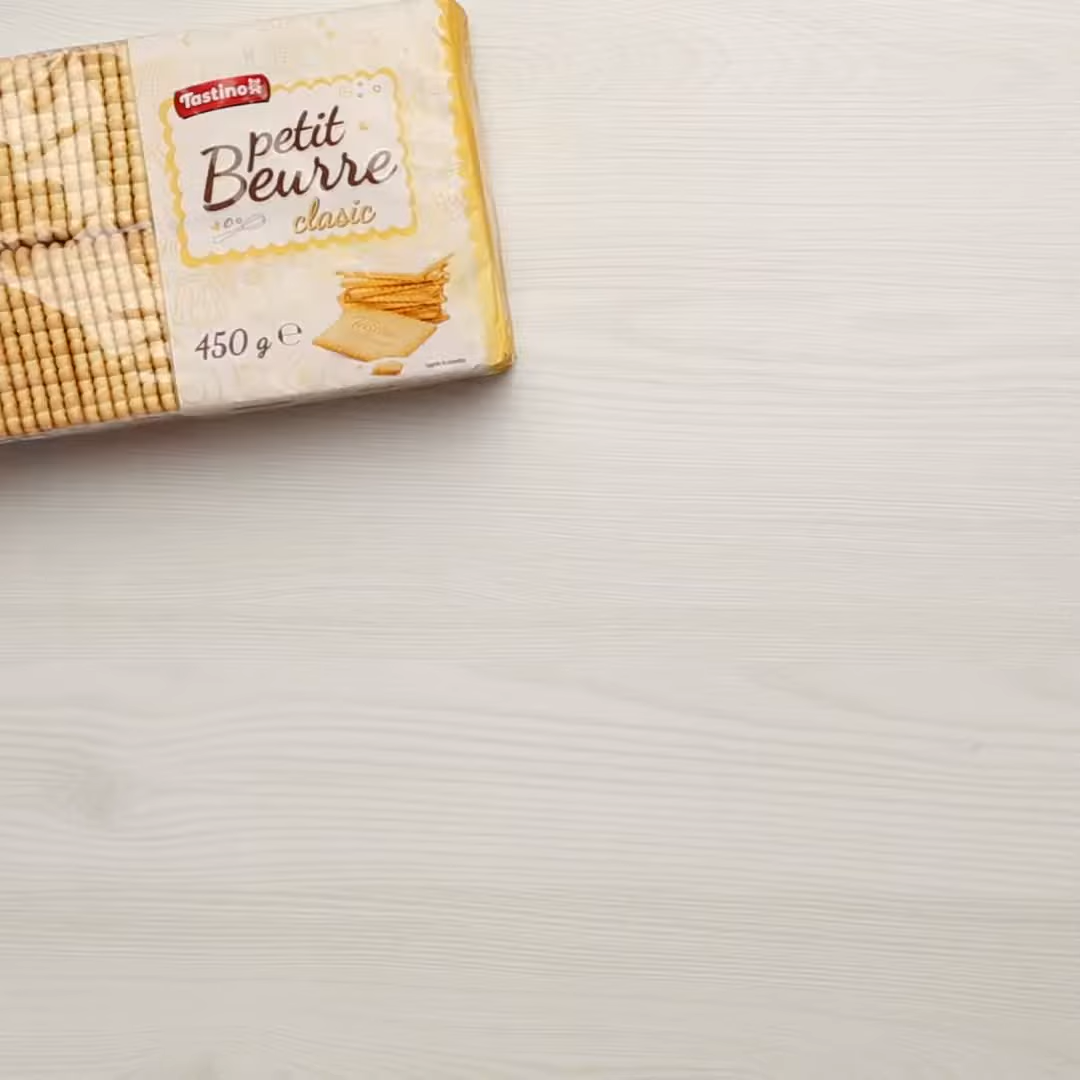 Tastino
petit
Beurre
clasic
450 g ℮